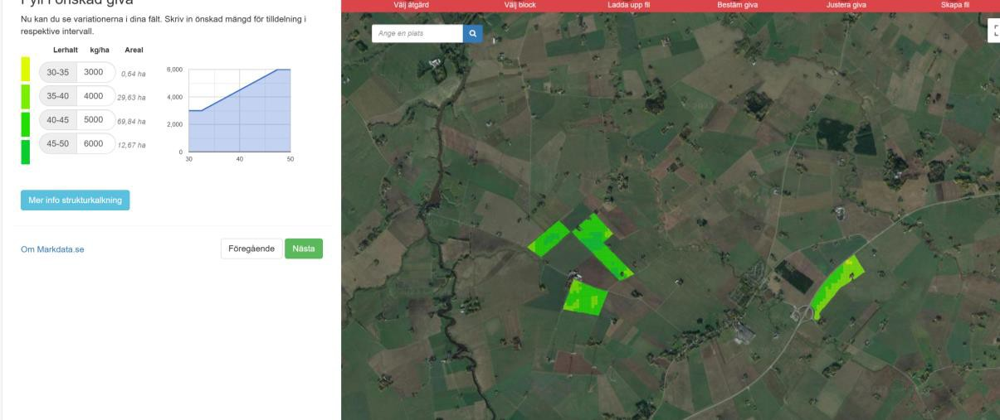 Fyll i önskad giva
Nu kan du se variationerna i dina fält. Skriv in önskad mängd för tilldelning i
respektive intervall.
Lerhalt kg/ha Areal
30-35 3000 0,64 ha
35-40 4000 29,63 ha
40-45 5000 69,84 ha
45-50 6000 12,67 ha
6,000
4,000
2,000
0
30 40 50
Mer info strukturkalkning
Om Markdata.se
Föregående Nästa
Välj åtgärd Välj block Ladda upp fil Bestäm giva Justera giva Skapa fil
Ange en plats